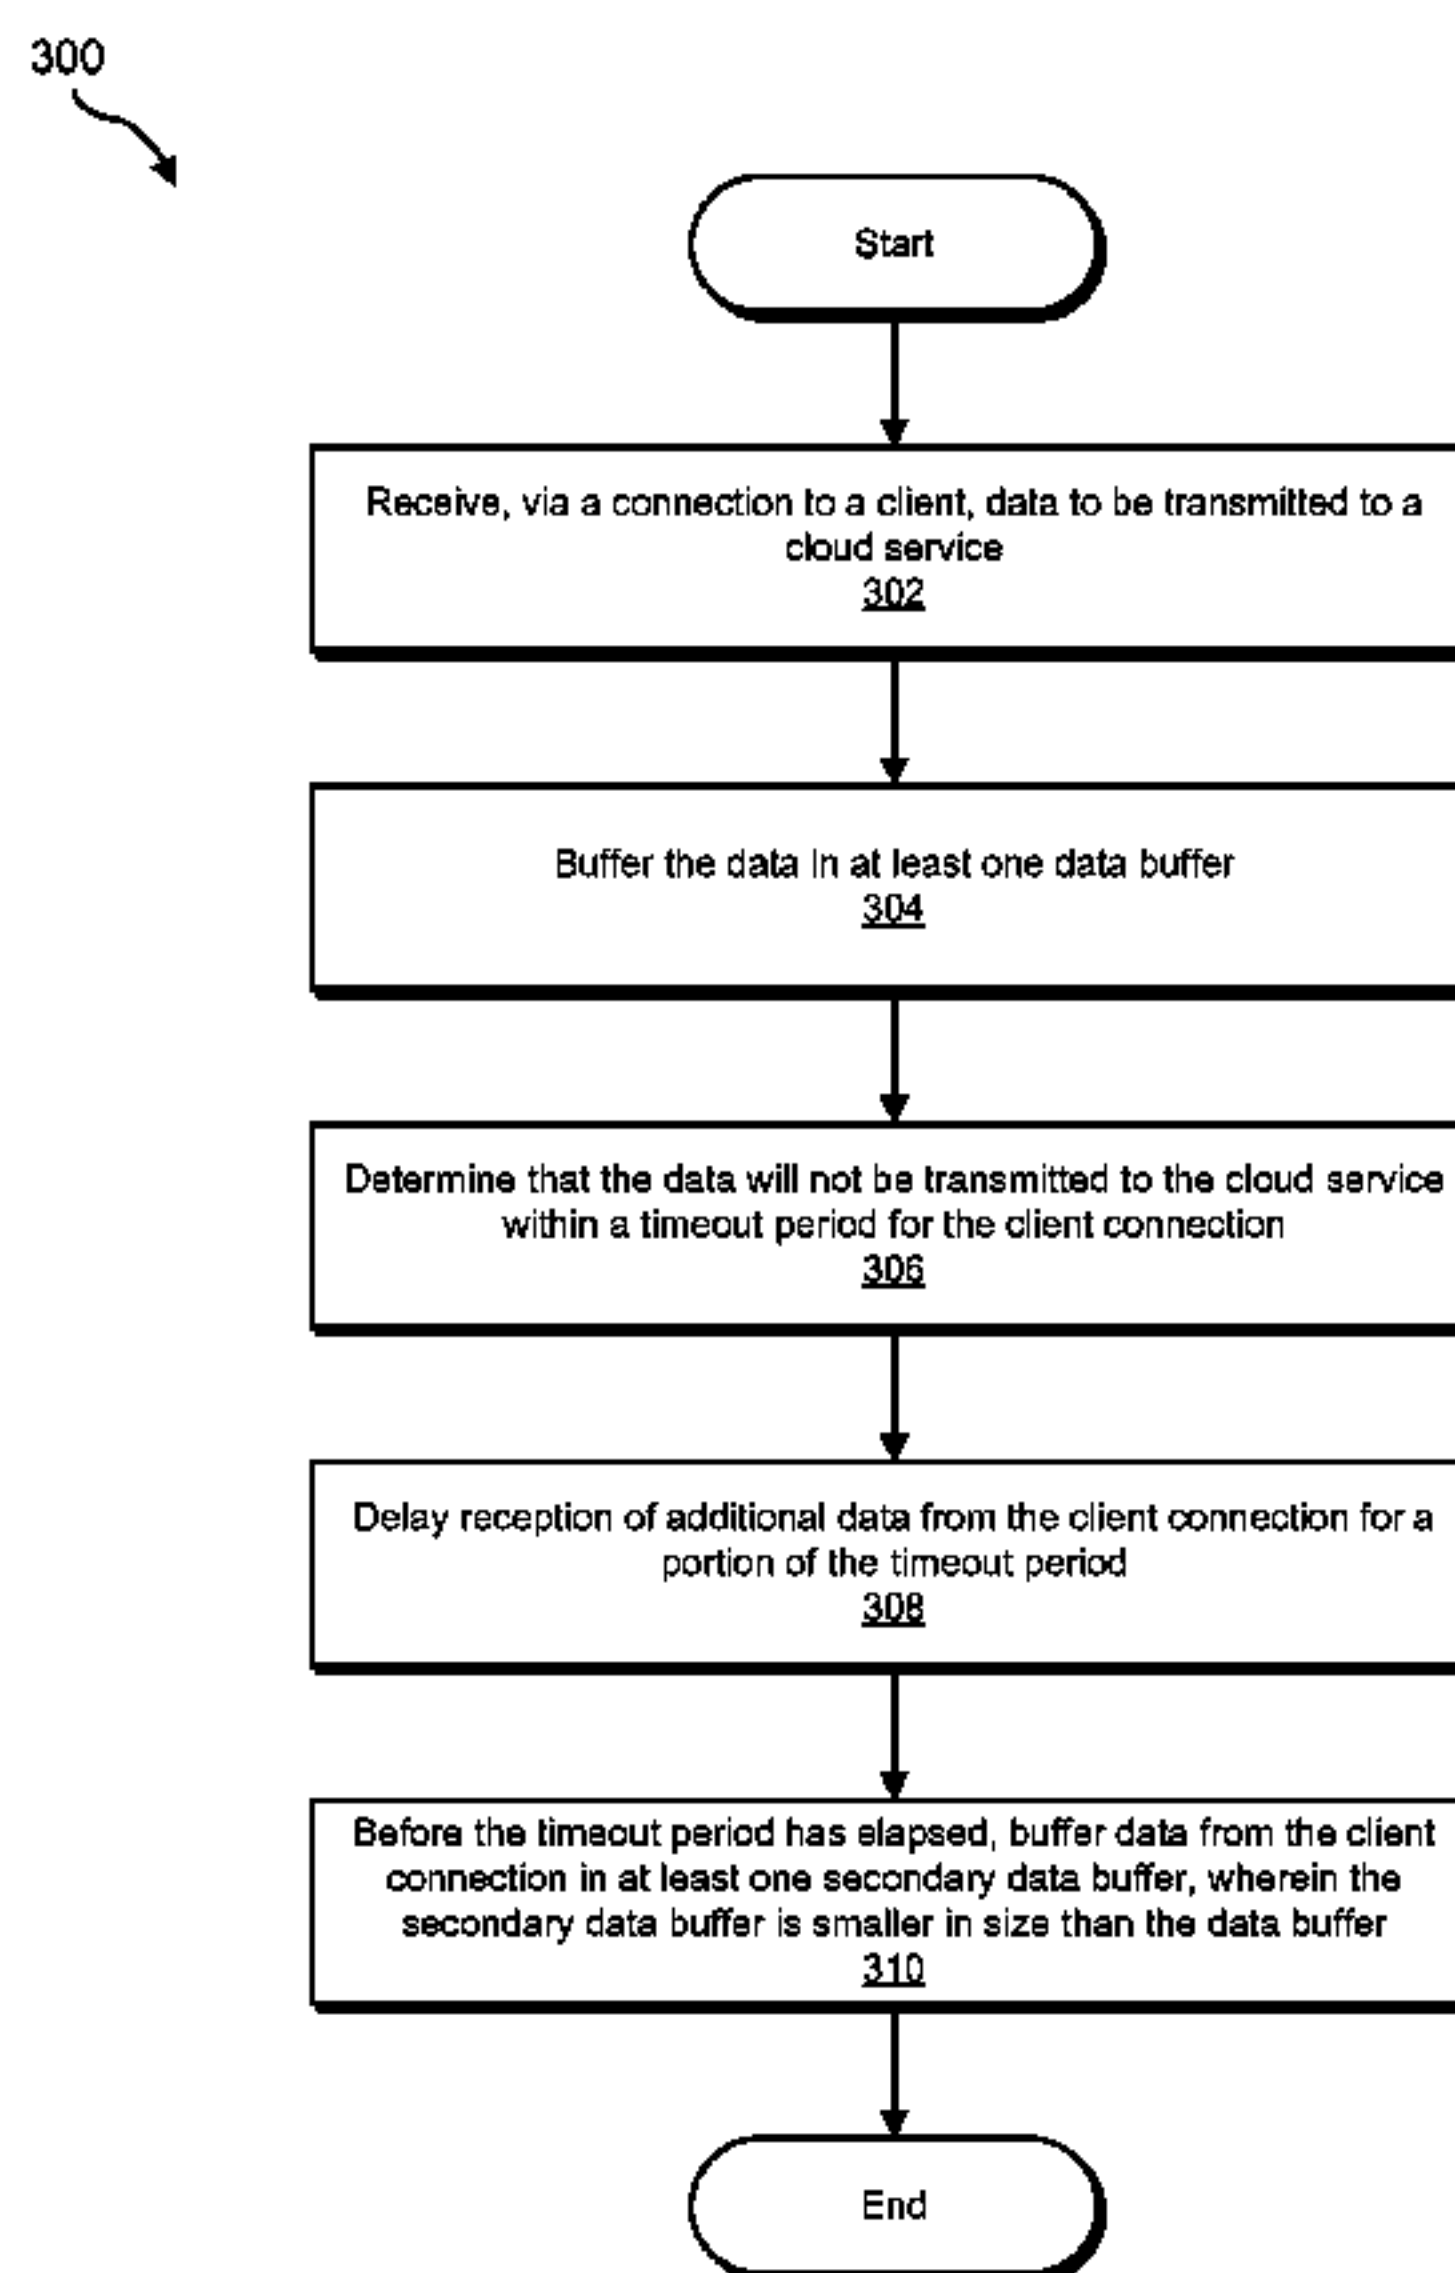 300
Start
Receive, via a connection to a client, data to be transmitted to a
cloud service
302
Buffer the data in at least one data buffer
304
Determine that the data will not be transmitted to the cloud service
within a timeout period for the client connection
306
Delay reception of additional data from the client connection for a
portion of the timeout period
308
Before the timeout period has elapsed, buffer data from the client
connection in at least one secondary data buffer, wherein the
secondary data buffer is smaller in size than the data buffer
310
End